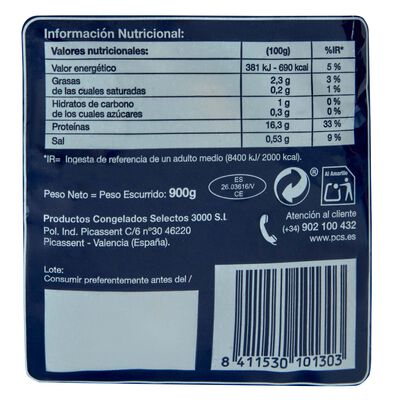 Información Nutricional:
Valores nutricionales: (100g) %IR*
Valor energético 381 kJ - 690 kcal 5 %
Grasas 2,3 g 3 %
de las cuales saturadas 0,2 g 1 %
Hidratos de carbono 1 g 0 %
de los cuales azúcares 0,3 g 0 %
Proteínas 16,3 g 33 %
Sal 0,53 g 9 %
*IR= Ingesta de referencia de un adulto medio (8400 kJ/ 2000 kcal).
Peso Neto = Peso Escurrido: 900g
ES
26.03616/V
CE
Al Amarillo
Productos Congelados Selectos 3000 S.L
Pol. Ind. Picassent C/6 nº30 46220
Picassent - Valencia (España).
Atención al cliente
(+34) 902 100 432
www.pcs.es
Lote:
Consumir preferentemente antes del /
8 411530 101303